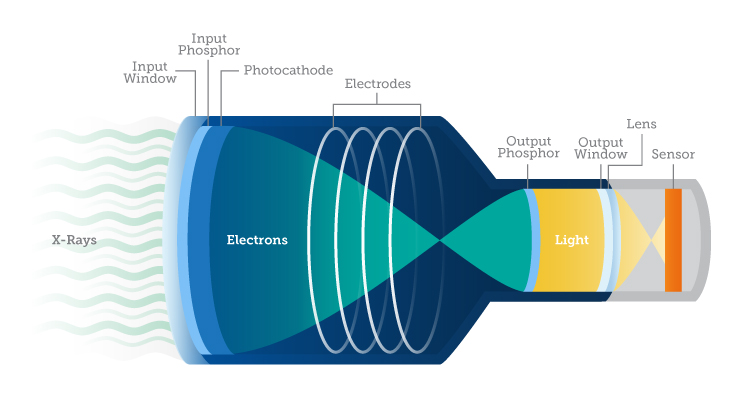 Input
Phosphor
Input
Window
Photocathode
Electrodes
Lens
Output
Phosphor
Output
Window
Sensor
X-Rays
Electrons
Light